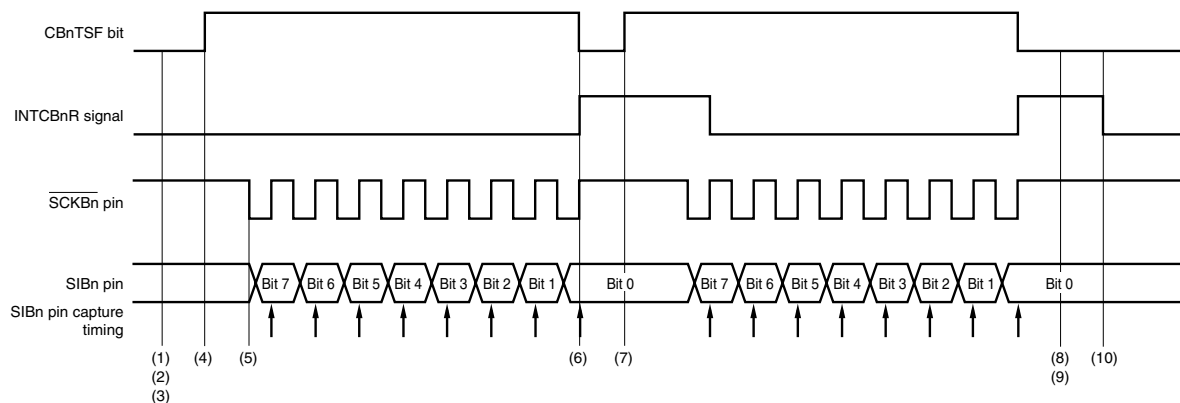 CBnTSF bit
INTCBnR signal
SCKBn pin
SIBn pin
Bit 7 Bit 6 Bit 5 Bit 4 Bit 3 Bit 2 Bit 1 Bit 0 Bit 7 Bit 6 Bit 5 Bit 4 Bit 3 Bit 2 Bit 1 Bit 0
SIBn pin capture
timing
(1) (4) (5) (6) (7) (8) (10)
(2) (9)
(3)